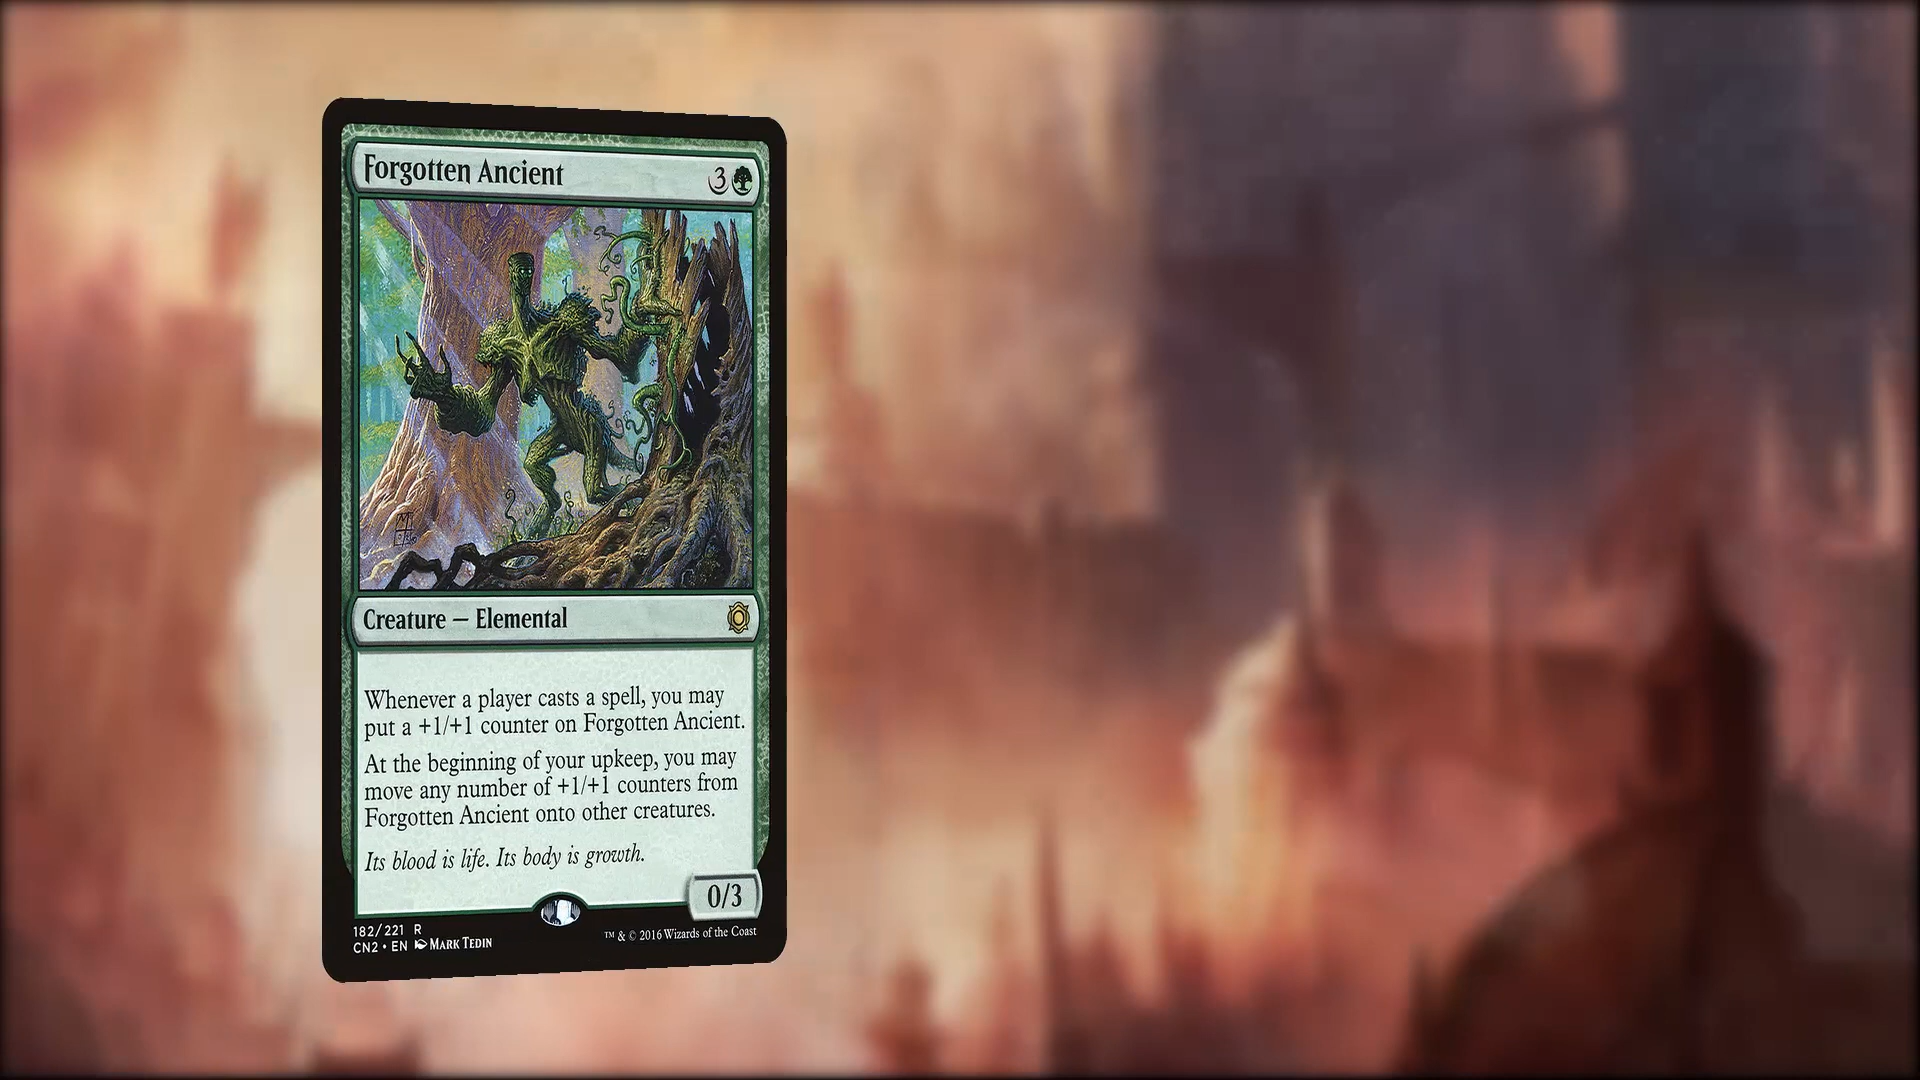 Forgotten Ancient
3
Creature — Elemental
Whenever a player casts a spell, you may
put a +1/+1 counter on Forgotten Ancient.
At the beginning of your upkeep, you may
move any number of +1/+1 counters from
Forgotten Ancient onto other creatures.
Its blood is life. Its body is growth.
0/3
182/221 R
CN2 • EN Mark Tedin
™ & © 2016 Wizards of the Coast